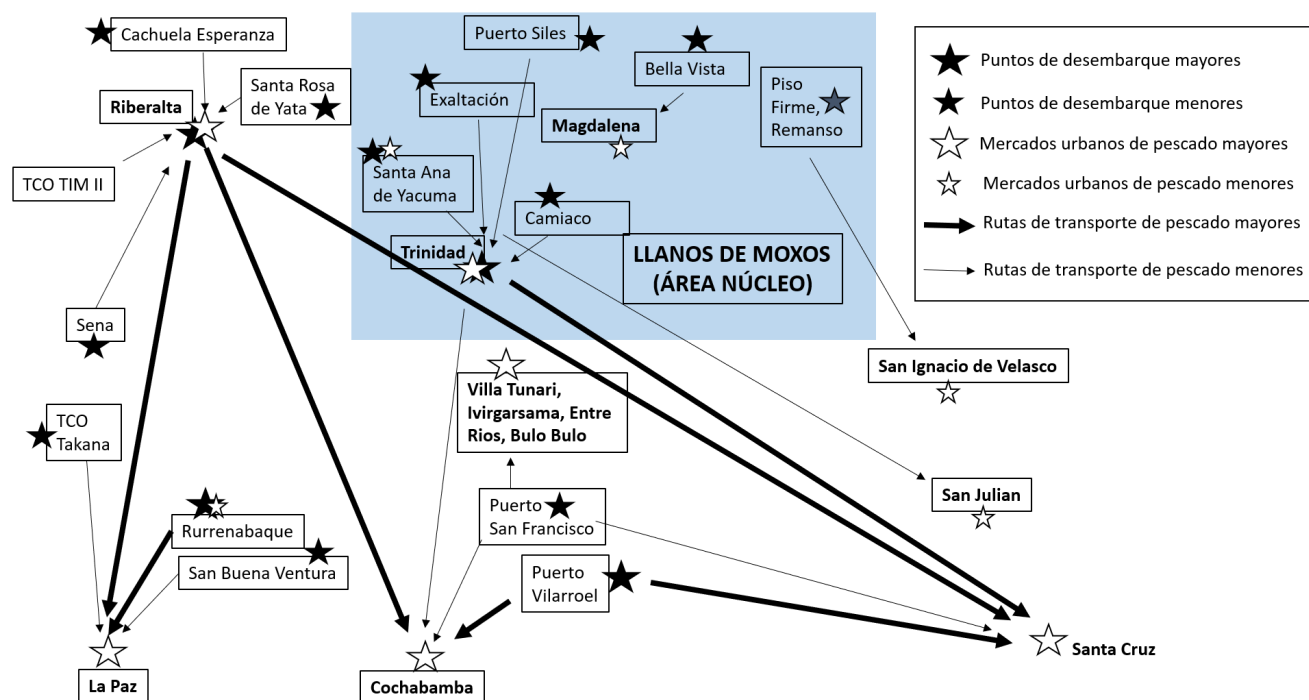 Cachuela Esperanza
Puerto Siles
Bella Vista
Santa Rosa
de Yata
Riberalta
Exaltación
Magdalena
Piso
Firme,
Remanso
TCO TIM II
Santa Ana
de Yacuma
Camiaco
Trinidad
LLANOS DE MOXOS
(ÁREA NÚCLEO)
Sena
San Ignacio de Velasco
Villa Tunari,
Ivirgarsama, Entre
Rios, Bulo Bulo
TCO
Takana
San Julian
Rurrenabaque
Puerto
San Francisco
San Buena Ventura
Puerto
Vilarroel
La Paz
Cochabamba
Santa Cruz
Puntos de desembarque mayores
Puntos de desembarque menores
Mercados urbanos de pescado mayores
Mercados urbanos de pescado menores
Rutas de transporte de pescado mayores
Rutas de transporte de pescado menores